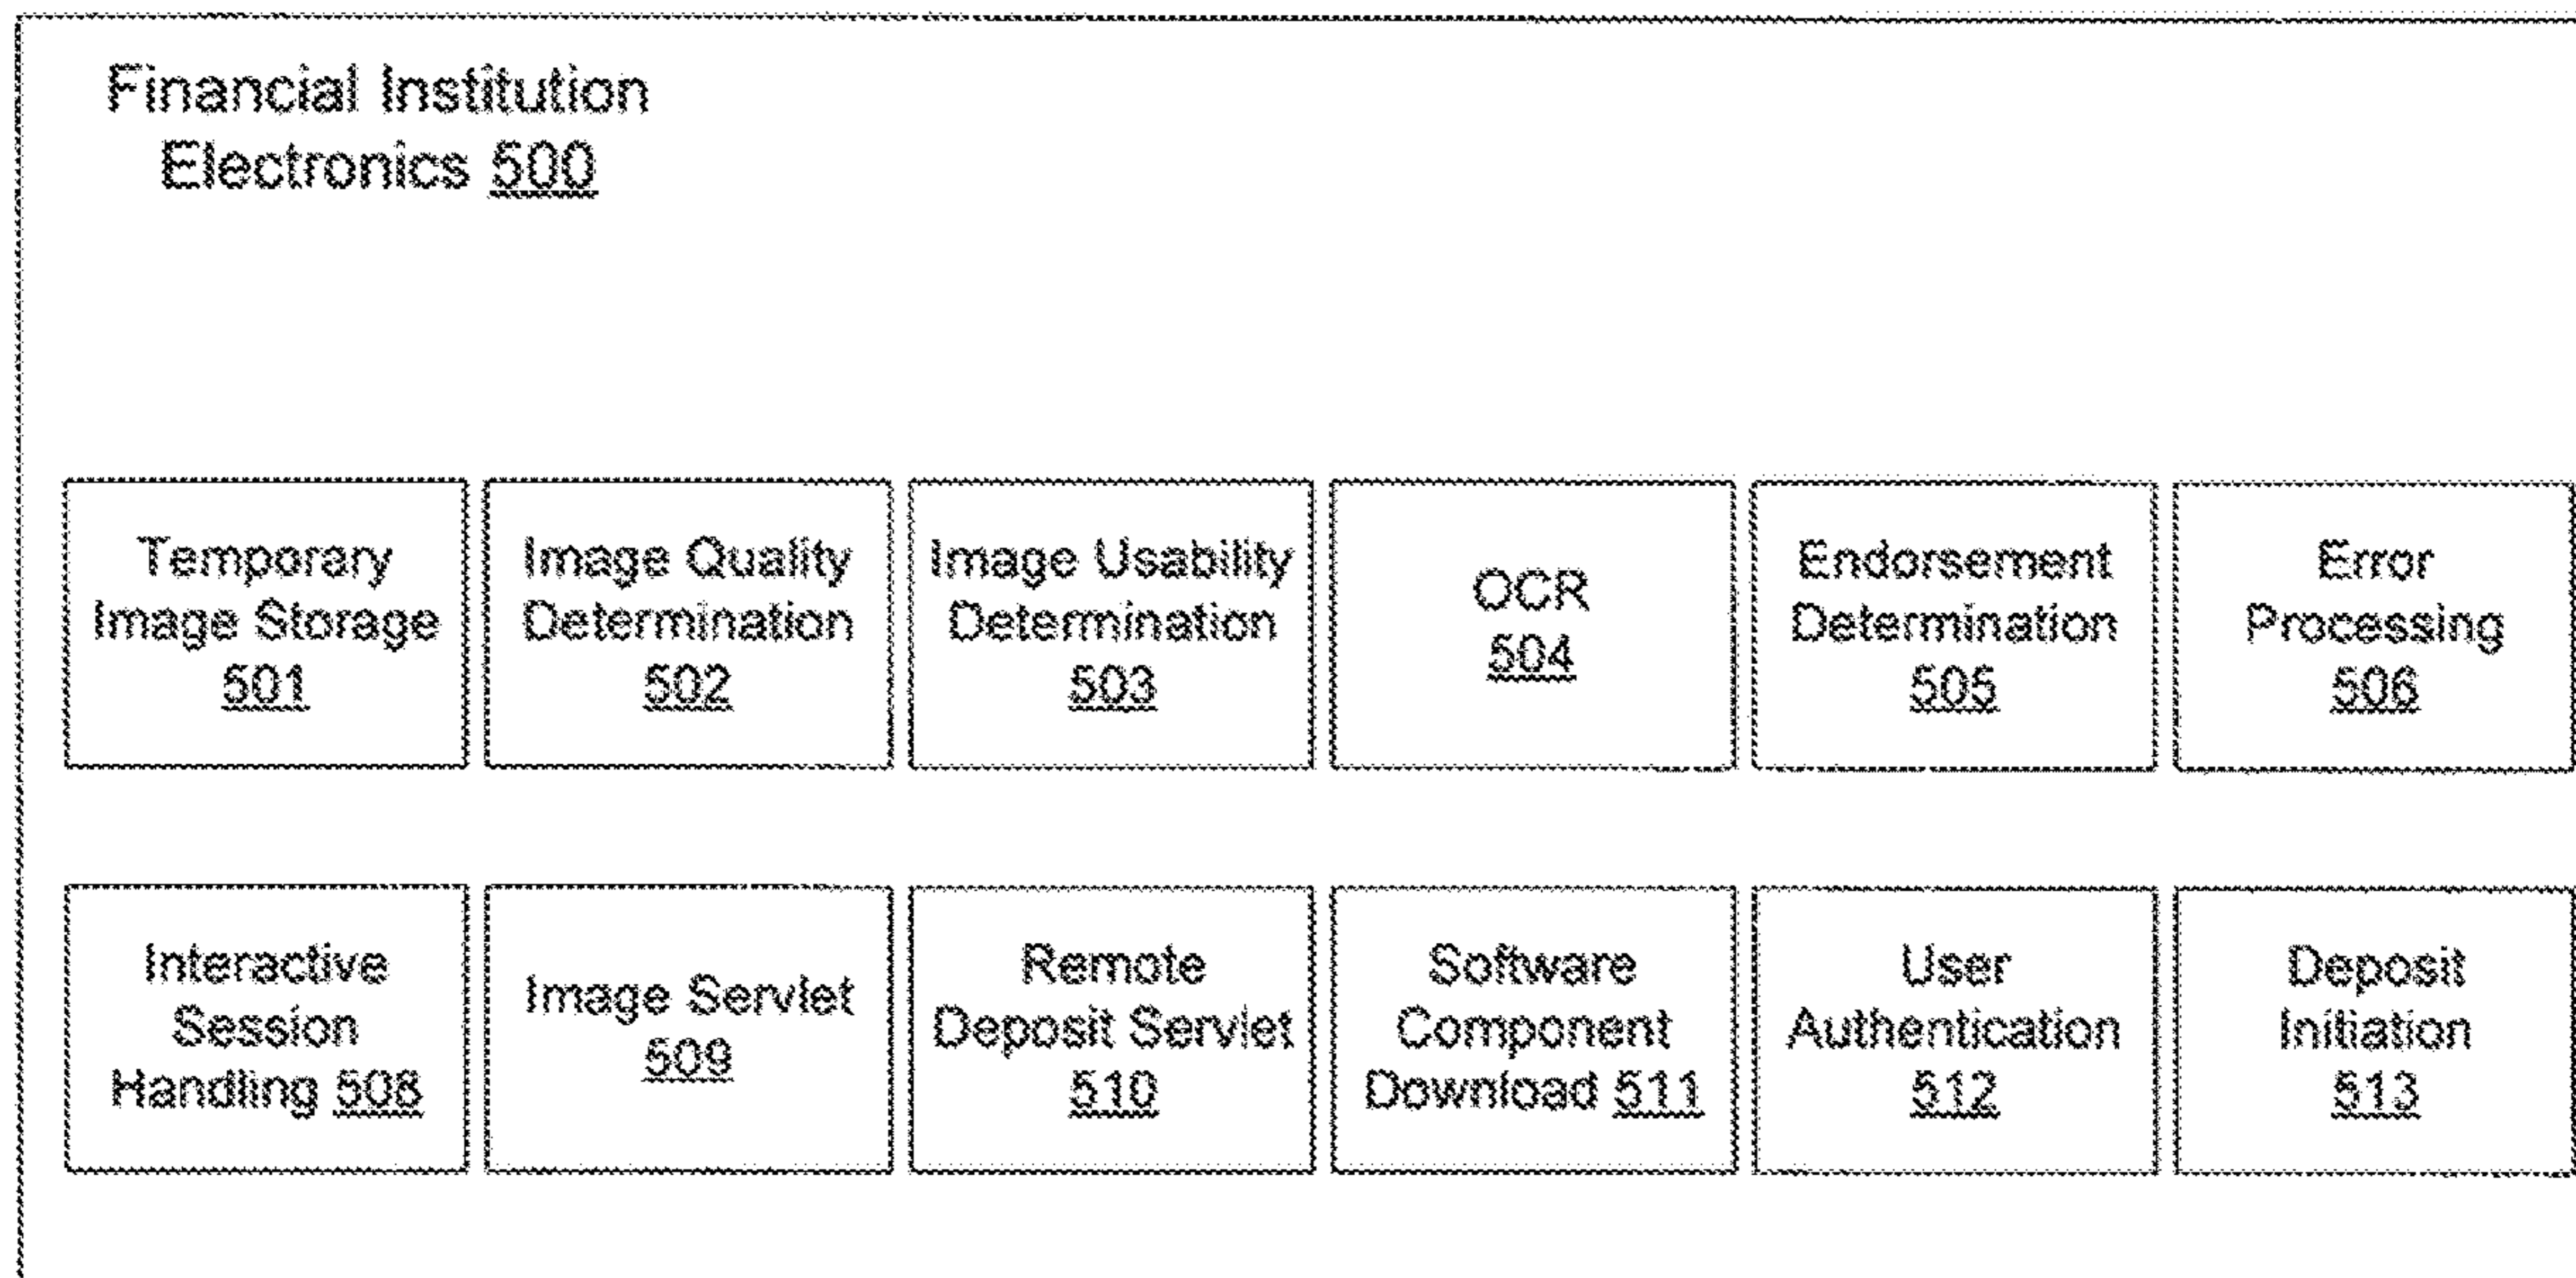 Financial Institution
Electronics 500
Temporary
Image Storage
501
Image Quality
Determination
502
Image Usability
Determination
503
OCR
504
Endorsement
Determination
505
Error
Processing
506
Interactive
Session
Handling 508
Image Servlet
509
Remote
Deposit Servlet
510
Software
Component
Download 511
User
Authentication
512
Deposit
Initiation
513